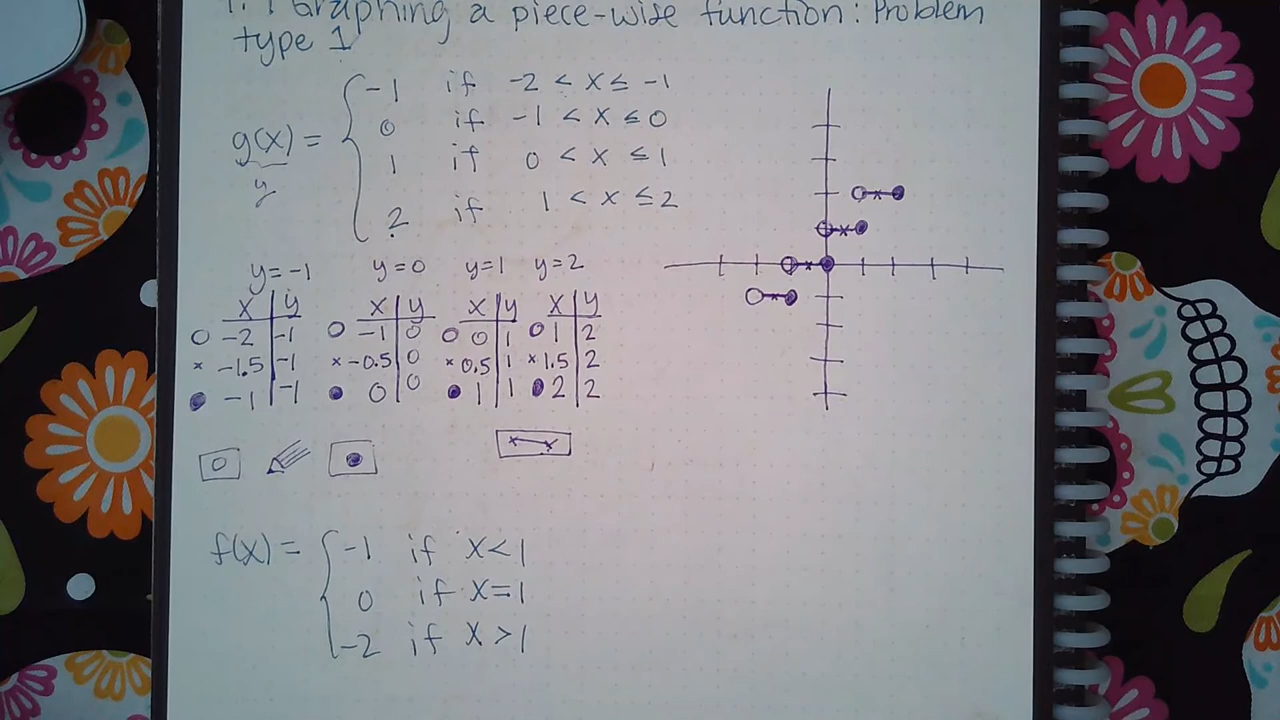 Graphing a piece-wise function: Problem
type 1
g(x) = { -1 if -2 < x ≤ -1
0 if -1 < x ≤ 0
1 if 0 < x ≤ 1
2 if 1 < x ≤ 2
y
y=-1 y=0 y=1 y=2
x y x y x y x y
-2 -1 -1 0 0 1 1 2
x -1.5 -1 x -0.5 0 x 0.5 1 x 1.5 2
-1 -1 0 0 1 1 2 2
f(x) = { -1 if x<1
0 if x=1
-2 if x>1